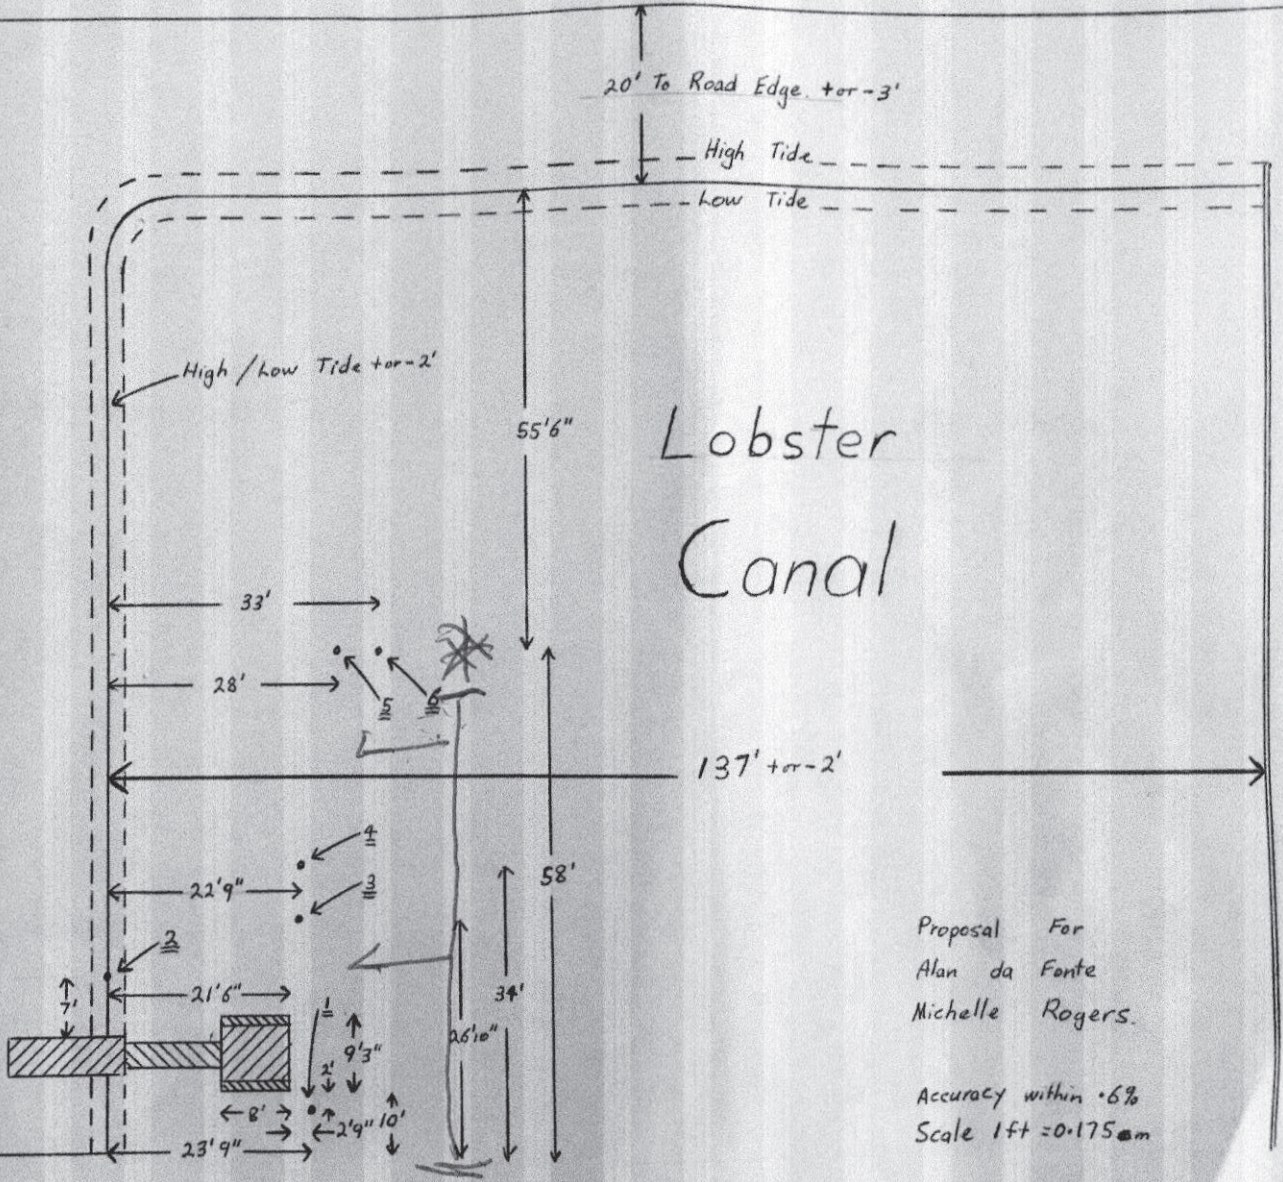 20' To Road Edge. + or - 3'
High Tide
Low Tide
High / Low Tide + or - 2'
55'6"
Lobster
Canal
33'
28'
5
6
137' + or - 2'
4
22'9"
3
58'
2
7'
21'6"
1
34'
26'10"
9'3"
2'
8'
2'9"
10'
23'9"
Proposal For
Alan da Fonte
Michelle Rogers.
Accuracy within .6%
Scale 1ft = 0.175 cm